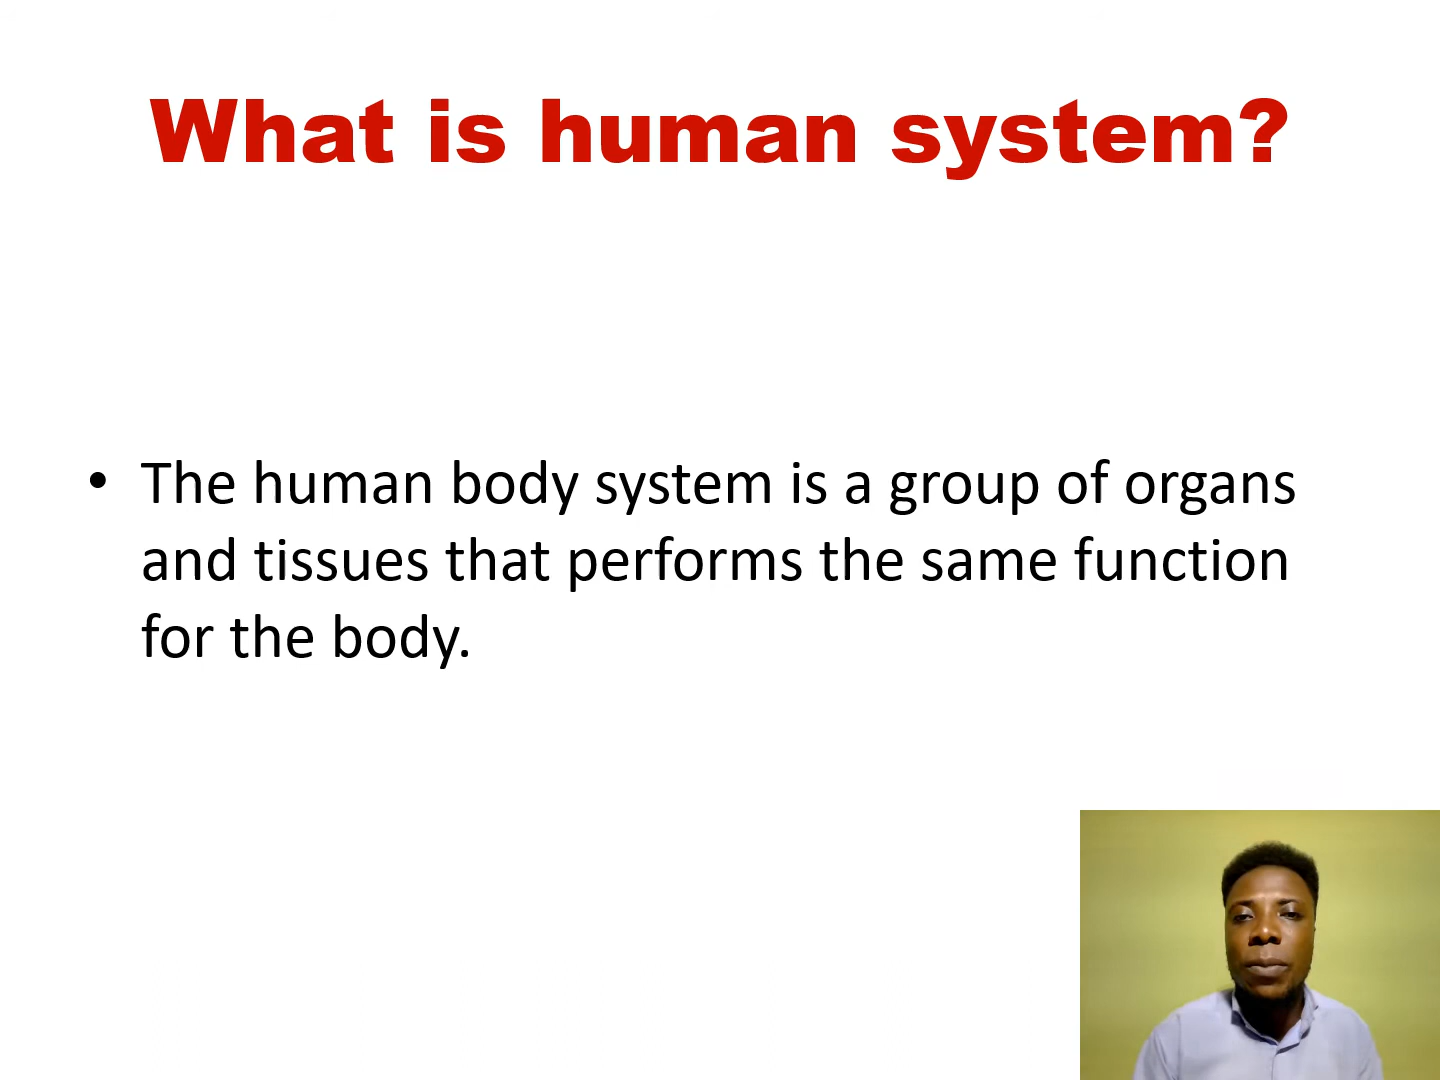 What is human system?
• The human body system is a group of organs
and tissues that performs the same function
for the body.